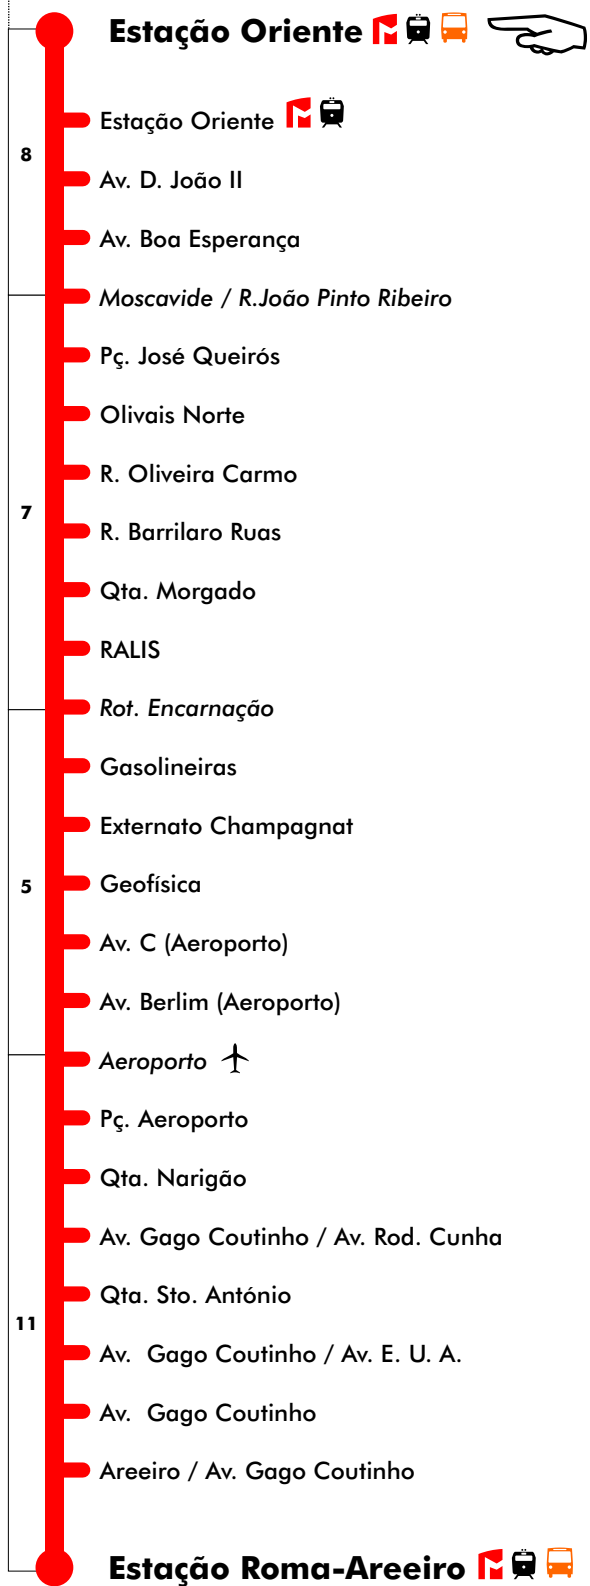 Estação Oriente
Estação Oriente
8
Av. D. João II
Av. Boa Esperança
Moscavide / R.João Pinto Ribeiro
Pç. José Queirós
Olivais Norte
R. Oliveira Carmo
7
R. Barrilaro Ruas
Qta. Morgado
RALIS
Rot. Encarnação
Gasolineiras
Externato Champagnat
5
Geofísica
Av. C (Aeroporto)
Av. Berlim (Aeroporto)
Aeroporto
Pç. Aeroporto
Qta. Narigão
Av. Gago Coutinho / Av. Rod. Cunha
Qta. Sto. António
11
Av. Gago Coutinho / Av. E. U. A.
Av. Gago Coutinho
Areeiro / Av. Gago Coutinho
Estação Roma-Areeiro